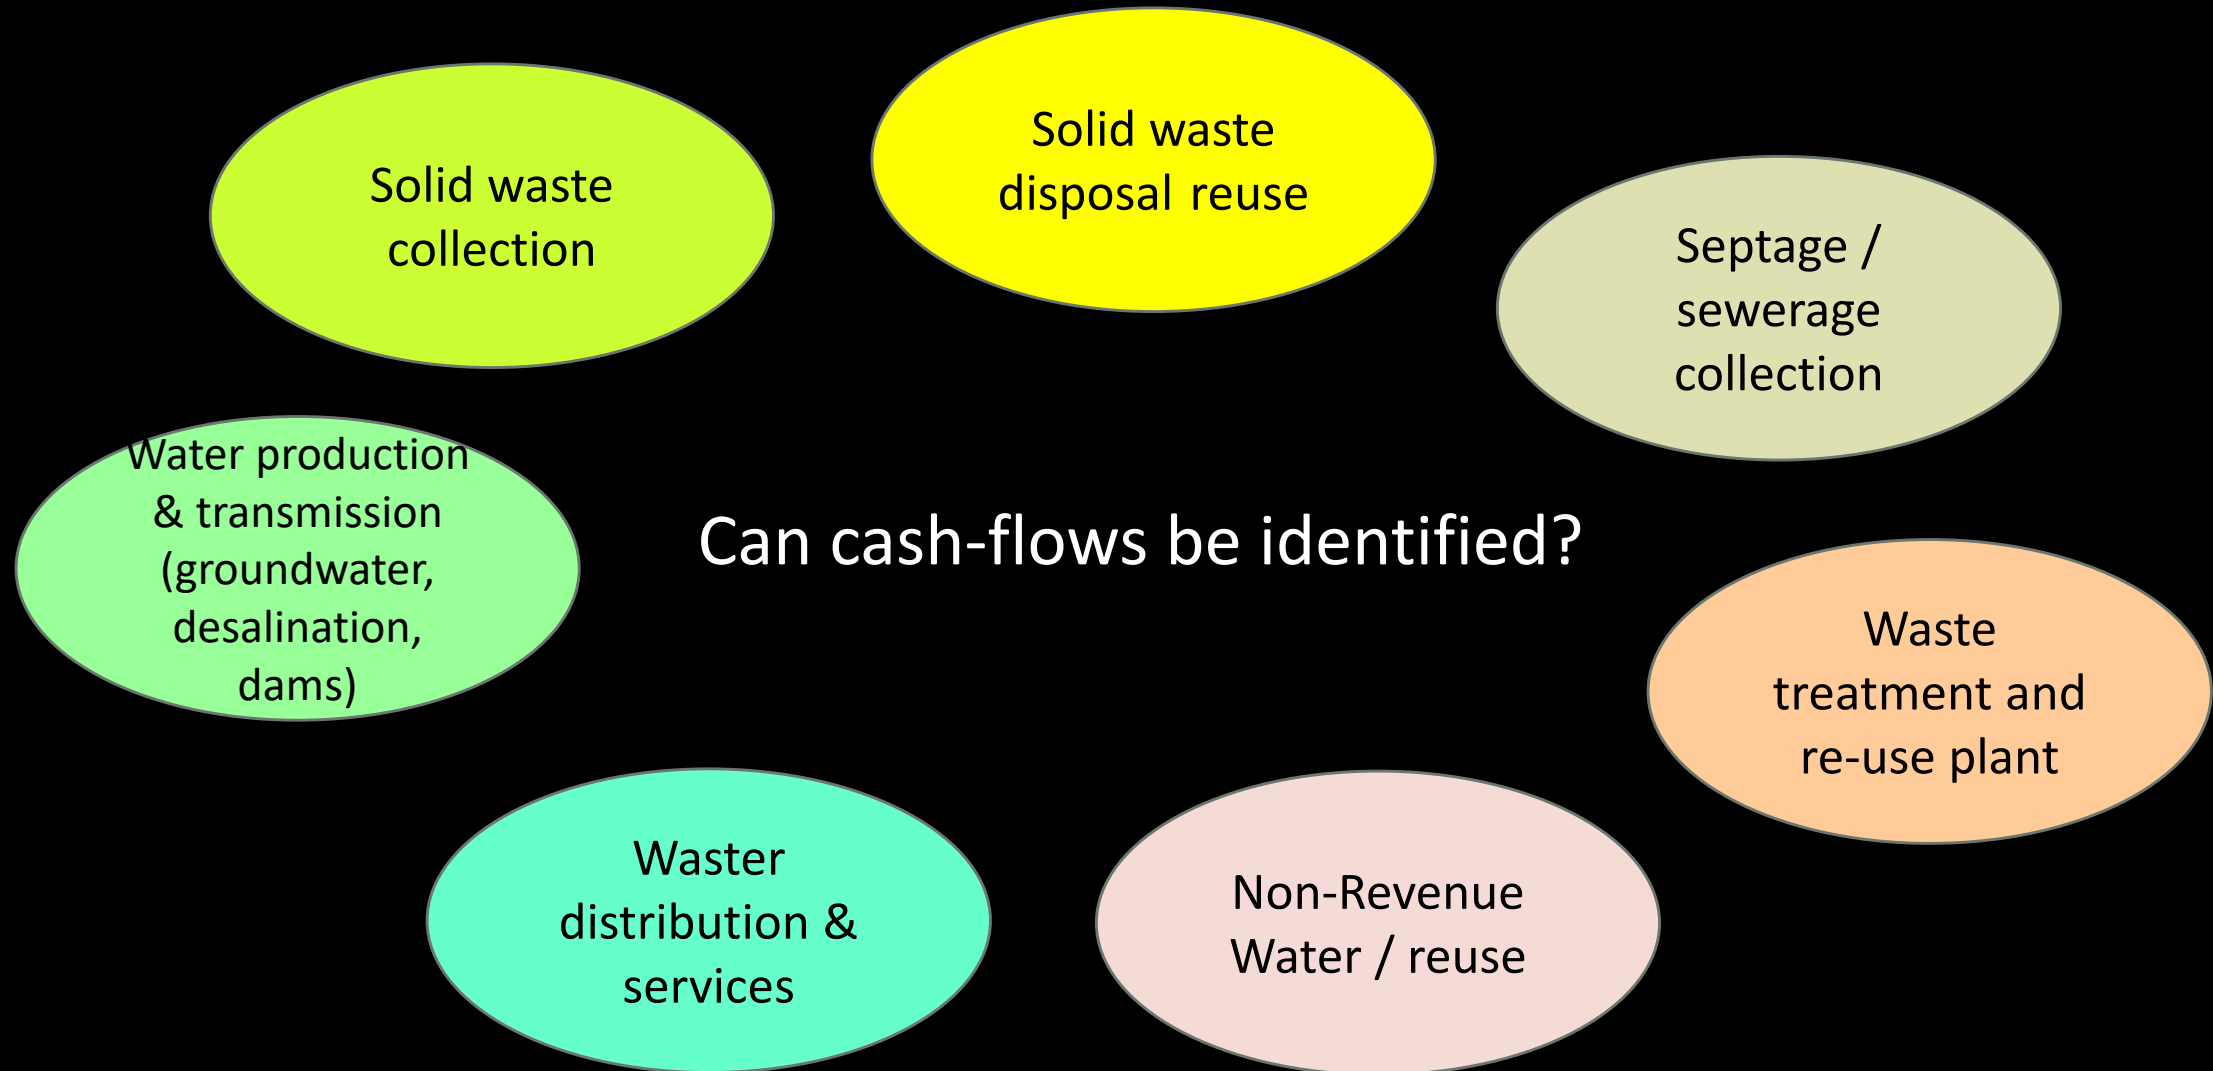 Solid waste
disposal reuse
Solid waste
collection
Septage /
sewerage
collection
Water production
& transmission
(groundwater,
desalination,
dams)
Can cash-flows be identified?
Waste
treatment and
re-use plant
Waster
distribution &
services
Non-Revenue
Water / reuse